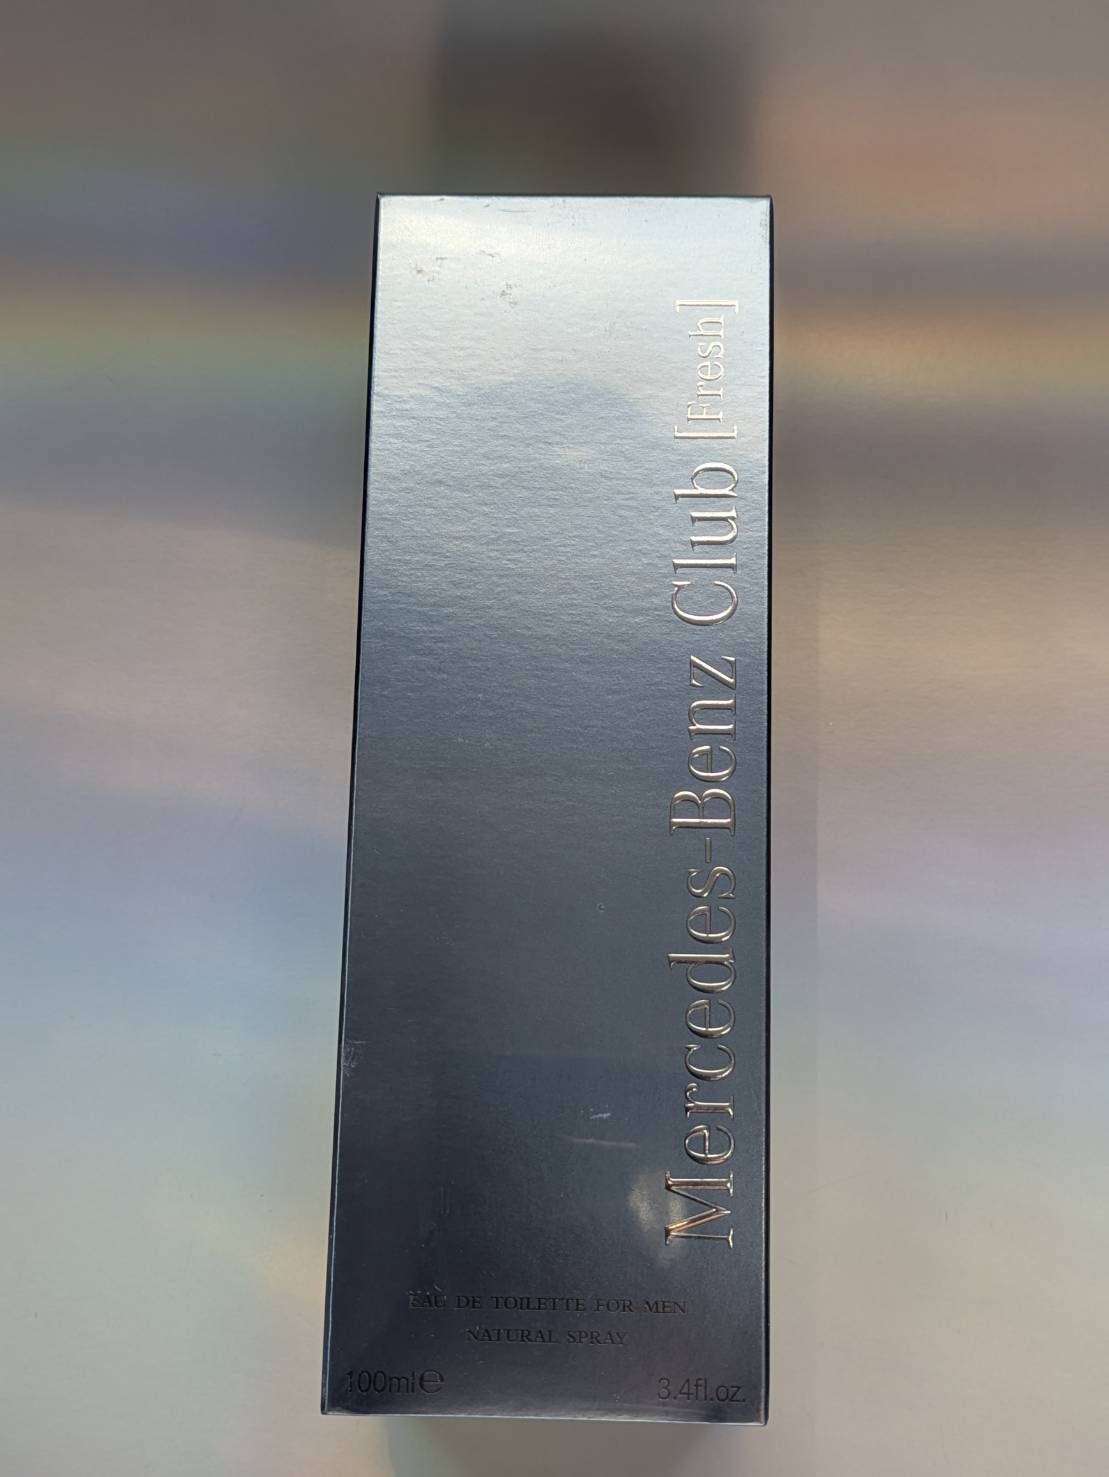 Mercedes-Benz Club [Fresh]
EAU DE TOILETTE FOR MEN
NATURAL SPRAY
100ml℮
3.4fl.oz.